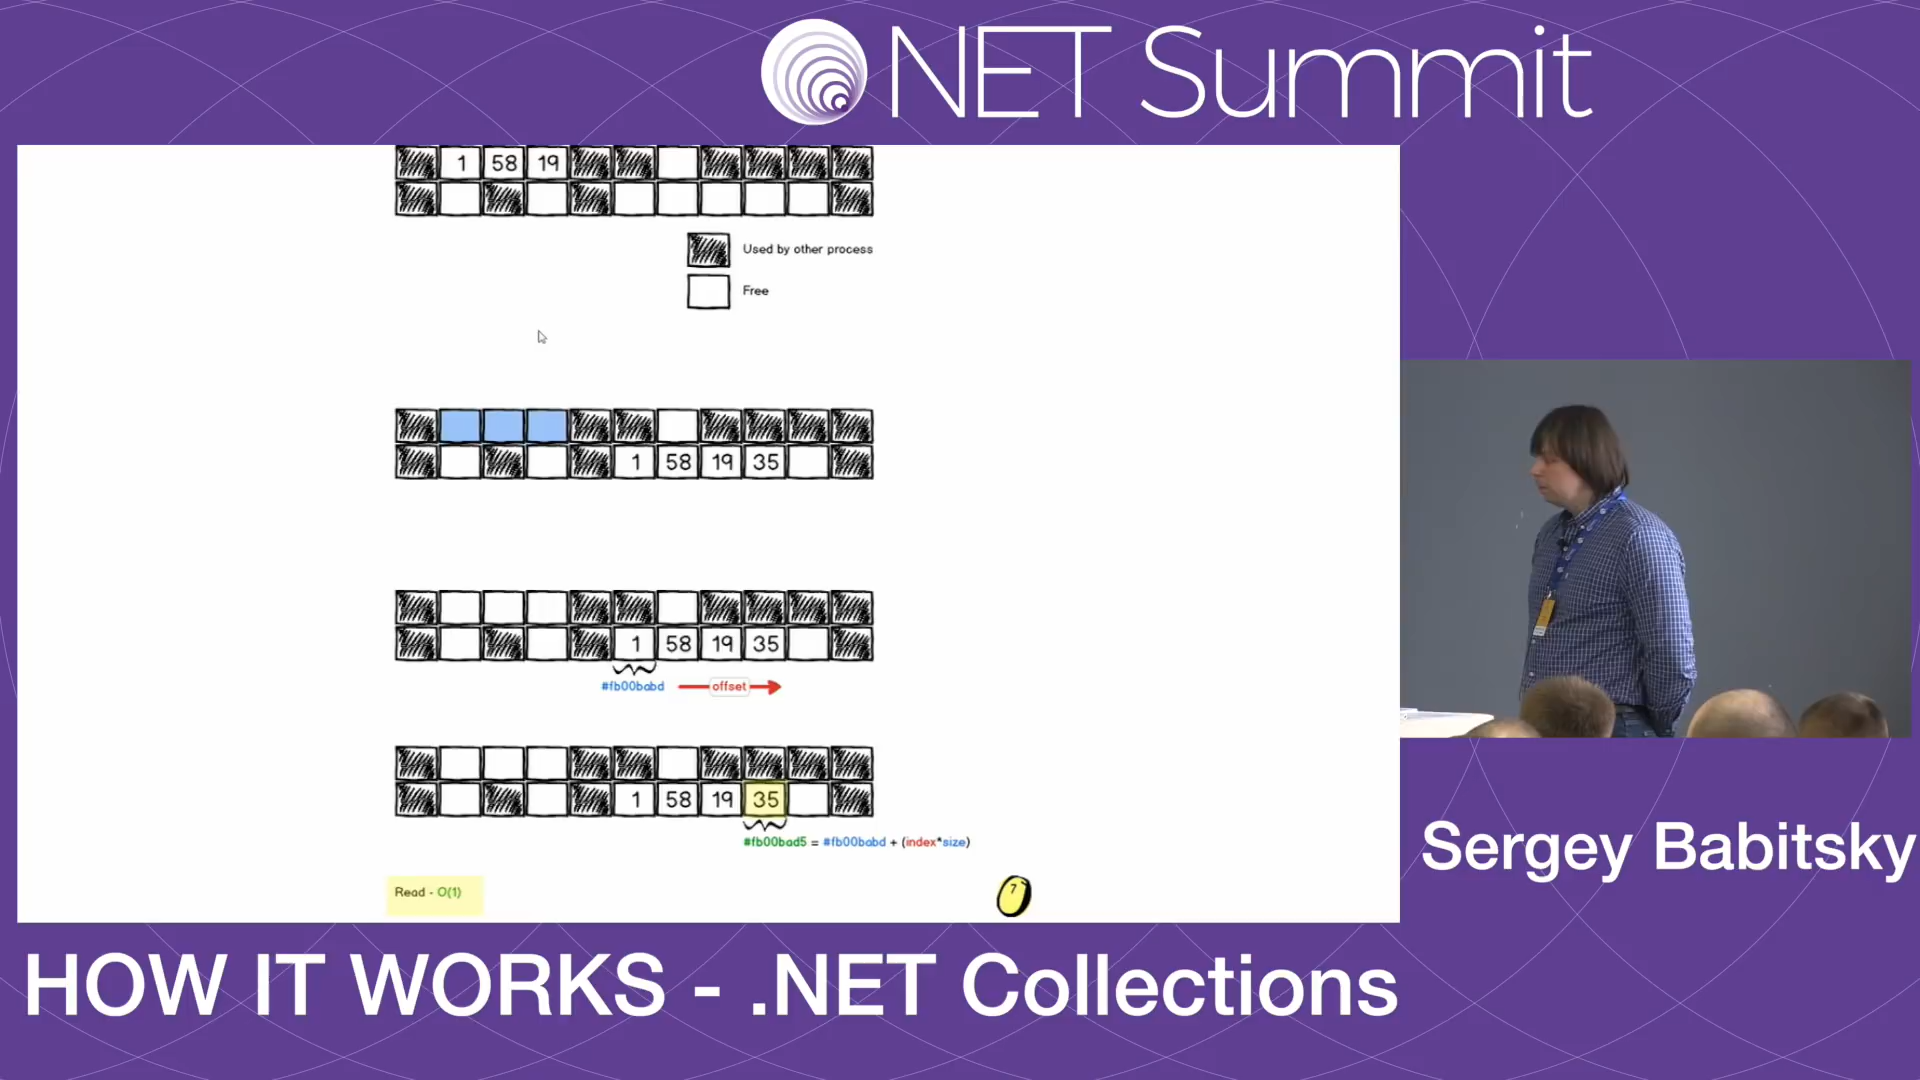 NET Summit
1 58 19
Used by other process
Free
1 58 19 35
1 58 19 35
#fb00babd offset
1 58 19 35
#fb00bad5 = #fb00babd + (index*size)
Read - O(1)
7
Sergey Babitsky
HOW IT WORKS - .NET Collections